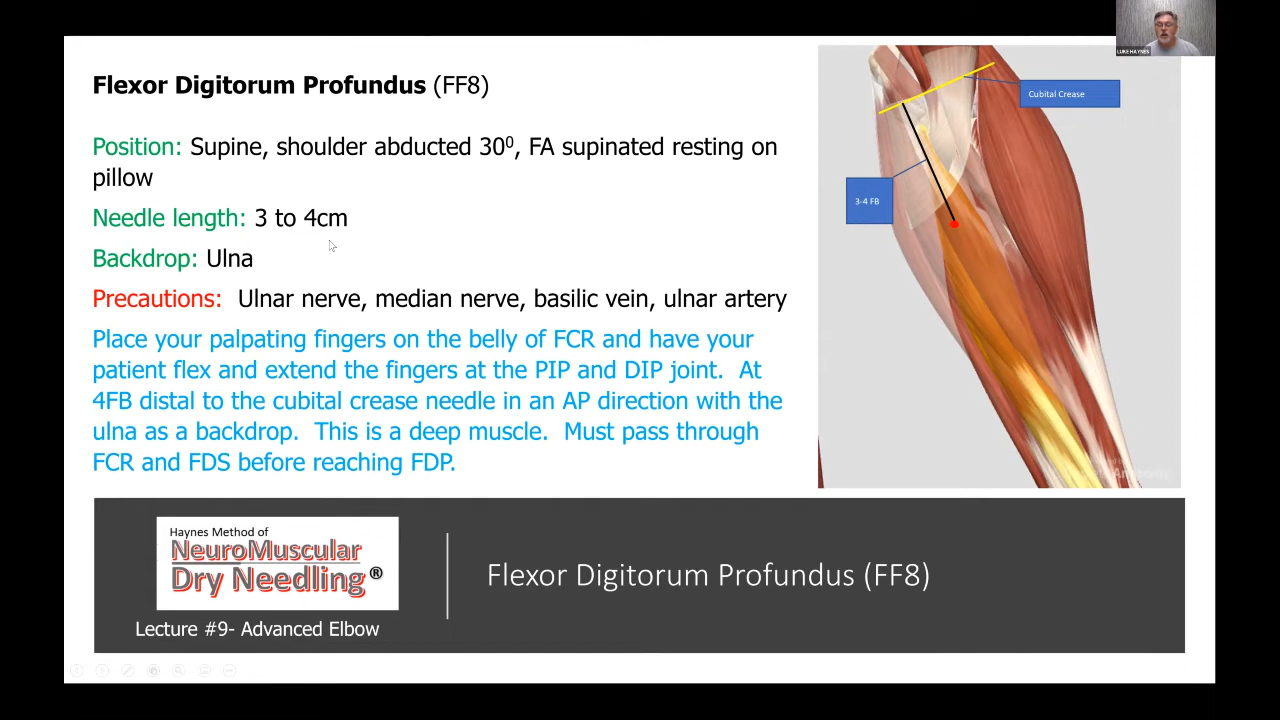 LUKE HAYNES
Flexor Digitorum Profundus (FF8)
Position: Supine, shoulder abducted 30⁰, FA supinated resting on
pillow
Needle length: 3 to 4cm
Backdrop: Ulna
Precautions: Ulnar nerve, median nerve, basilic vein, ulnar artery
Place your palpating fingers on the belly of FCR and have your
patient flex and extend the fingers at the PIP and DIP joint. At
4FB distal to the cubital crease needle in an AP direction with the
ulna as a backdrop. This is a deep muscle. Must pass through
FCR and FDS before reaching FDP.
Cubital Crease
3-4 FB
Haynes Method of
NeuroMuscular
Dry Needling®
Lecture #9- Advanced Elbow
Flexor Digitorum Profundus (FF8)